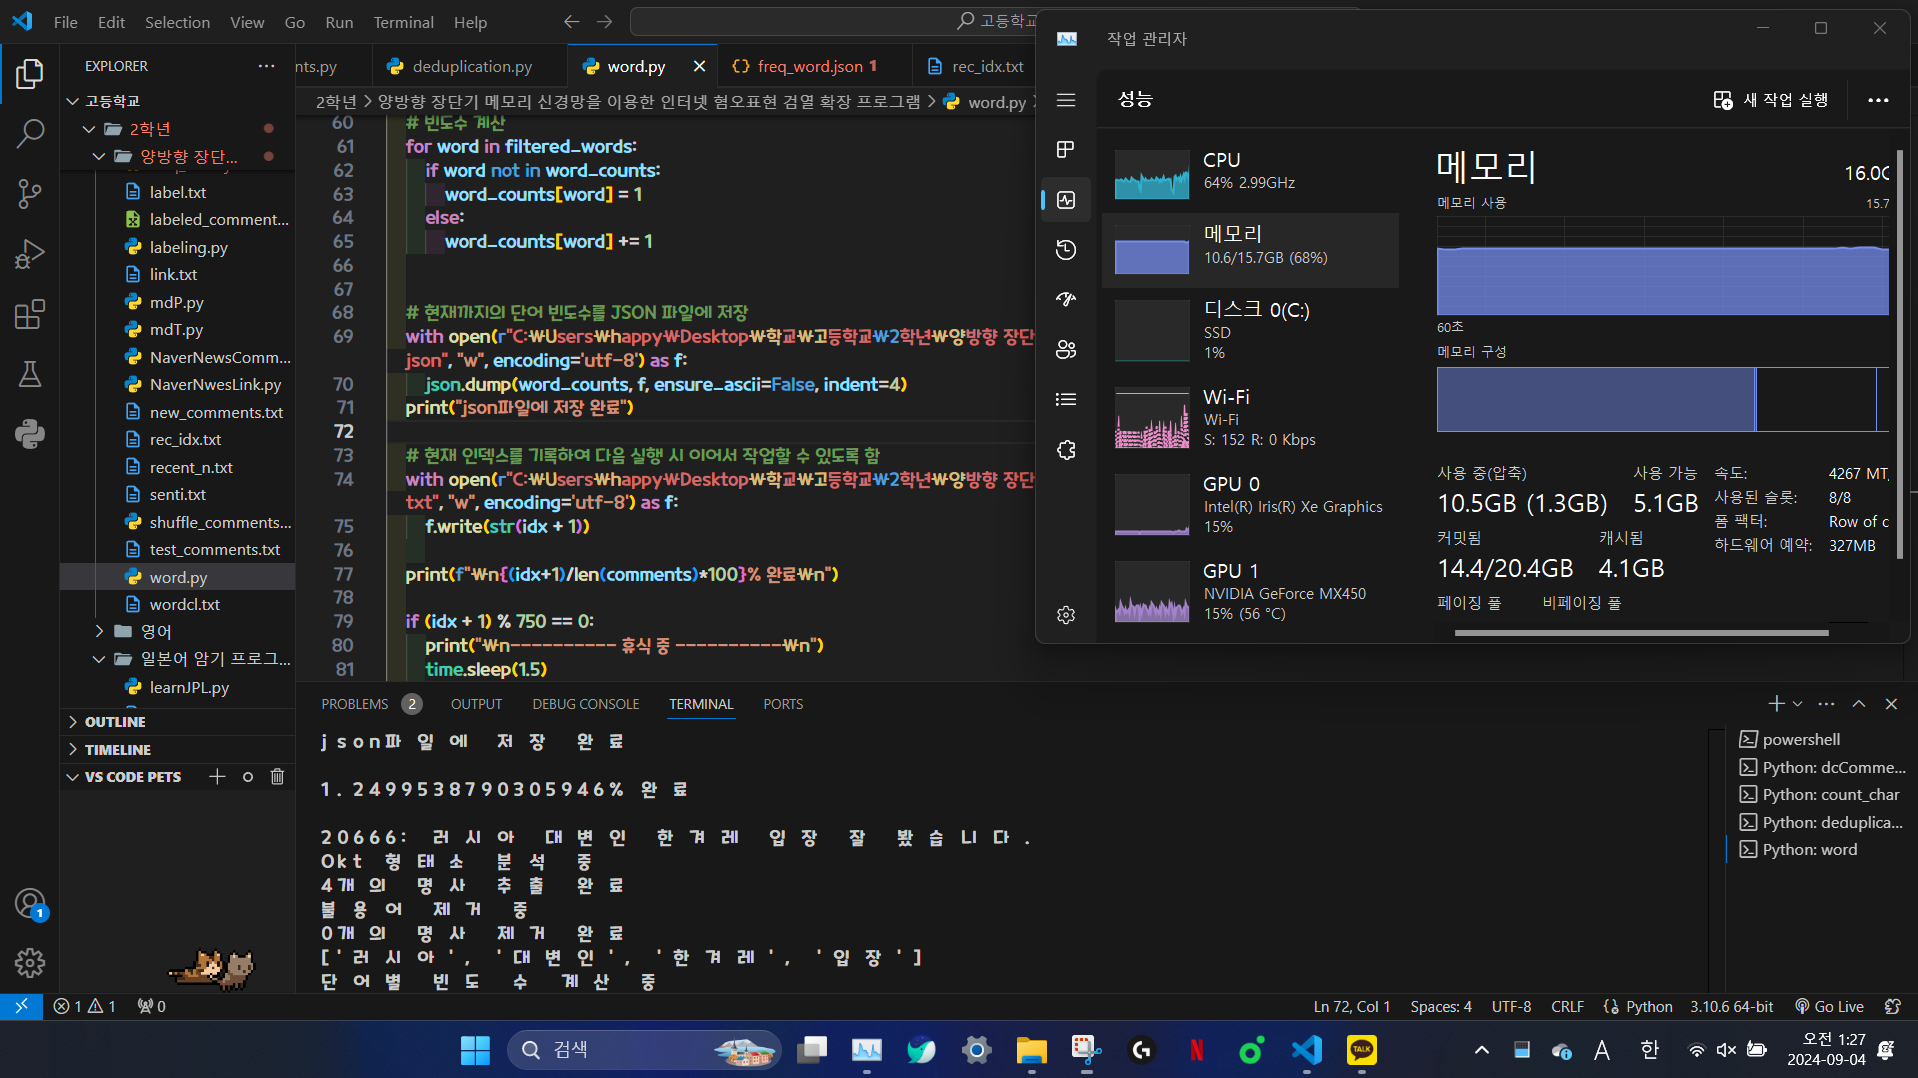 File Edit Selection View Go Run Terminal Help
고등학교
EXPLORER
고등학교
2학년
양방향 장단...
label.txt
labeled_comment...
labeling.py
link.txt
mdP.py
mdT.py
NaverNewsComm...
NaverNwesLink.py
new_comments.txt
rec_idx.txt
recent_n.txt
senti.txt
shuffle_comments...
test_comments.txt
word.py
wordcl.txt
영어
일본어 암기 프로그...
learnJPL.py
OUTLINE
TIMELINE
VS CODE PETS
nts.py deduplication.py word.py freq_word.json 1 rec_idx.txt
2학년 > 양방향 장단기 메모리 신경망을 이용한 인터넷 혐오표현 검열 확장 프로그램 > word.py
60 # 빈도수 계산
61 for word in filtered_words:
62 if word not in word_counts:
63 word_counts[word] = 1
64 else:
65 word_counts[word] += 1
66
67
68 # 현재까지의 단어 빈도수를 JSON 파일에 저장
69 with open(r"C:₩Users₩happy₩Desktop₩학교₩고등학교₩2학년₩양방향 장단
json", "w", encoding='utf-8') as f:
70 json.dump(word_counts, f, ensure_ascii=False, indent=4)
71 print("json파일에 저장 완료")
72
73 # 현재 인덱스를 기록하여 다음 실행 시 이어서 작업할 수 있도록 함
74 with open(r"C:₩Users₩happy₩Desktop₩학교₩고등학교₩2학년₩양방향 장단
txt", "w", encoding='utf-8') as f:
75 f.write(str(idx + 1))
76
77 print(f"₩n{(idx+1)/len(comments)*100}% 완료₩n")
78
79 if (idx + 1) % 750 == 0:
80 print("₩n---------- 휴식 중 ----------₩n")
81 time.sleep(1.5)
작업 관리자
성능
새 작업 실행
CPU
64% 2.99GHz
메모리
10.6/15.7GB (68%)
디스크 0(C:)
SSD
1%
Wi-Fi
Wi-Fi
S: 152 R: 0 Kbps
GPU 0
Intel(R) Iris(R) Xe Graphics
15%
GPU 1
NVIDIA GeForce MX450
15% (56 °C)
메모리 16.0G
메모리 사용 15.7
60초
메모리 구성
사용 중(압축) 사용 가능
10.5GB (1.3GB) 5.1GB
커밋됨 캐시됨
14.4/20.4GB 4.1GB
페이징 풀 비페이징 풀
속도: 4267 MT,
사용된 슬롯: 8/8
폼 팩터: Row of c
하드웨어 예약: 327MB
PROBLEMS 2 OUTPUT DEBUG CONSOLE TERMINAL PORTS
json파일에 저장 완료
1.2499538790305946% 완료
20666: 러시아 대변인 한겨레 입장 잘 봤습니다.
Okt 형태소 분석 중
4개의 명사 추출 완료
불용어 제거 중
0개의 명사 제거 완료
['러시아', '대변인', '한겨레', '입장']
단어별 빈도 수 계산 중
powershell
Python: dcComme...
Python: count_char
Python: deduplica...
Python: word
1
1 1 0
Ln 72, Col 1 Spaces: 4 UTF-8 CRLF Python 3.10.6 64-bit Go Live
검색
N
TALK
A 한
오전 1:27
2024-09-04